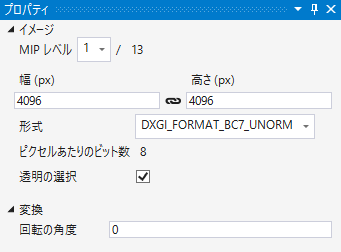 プロパティ
イメージ
MIP レベル 1 / 13
幅 (px) 高さ (px)
4096 4096
形式 DXGI_FORMAT_BC7_UNORM
ピクセルあたりのビット数 8
透明の選択
変換
回転の角度 0